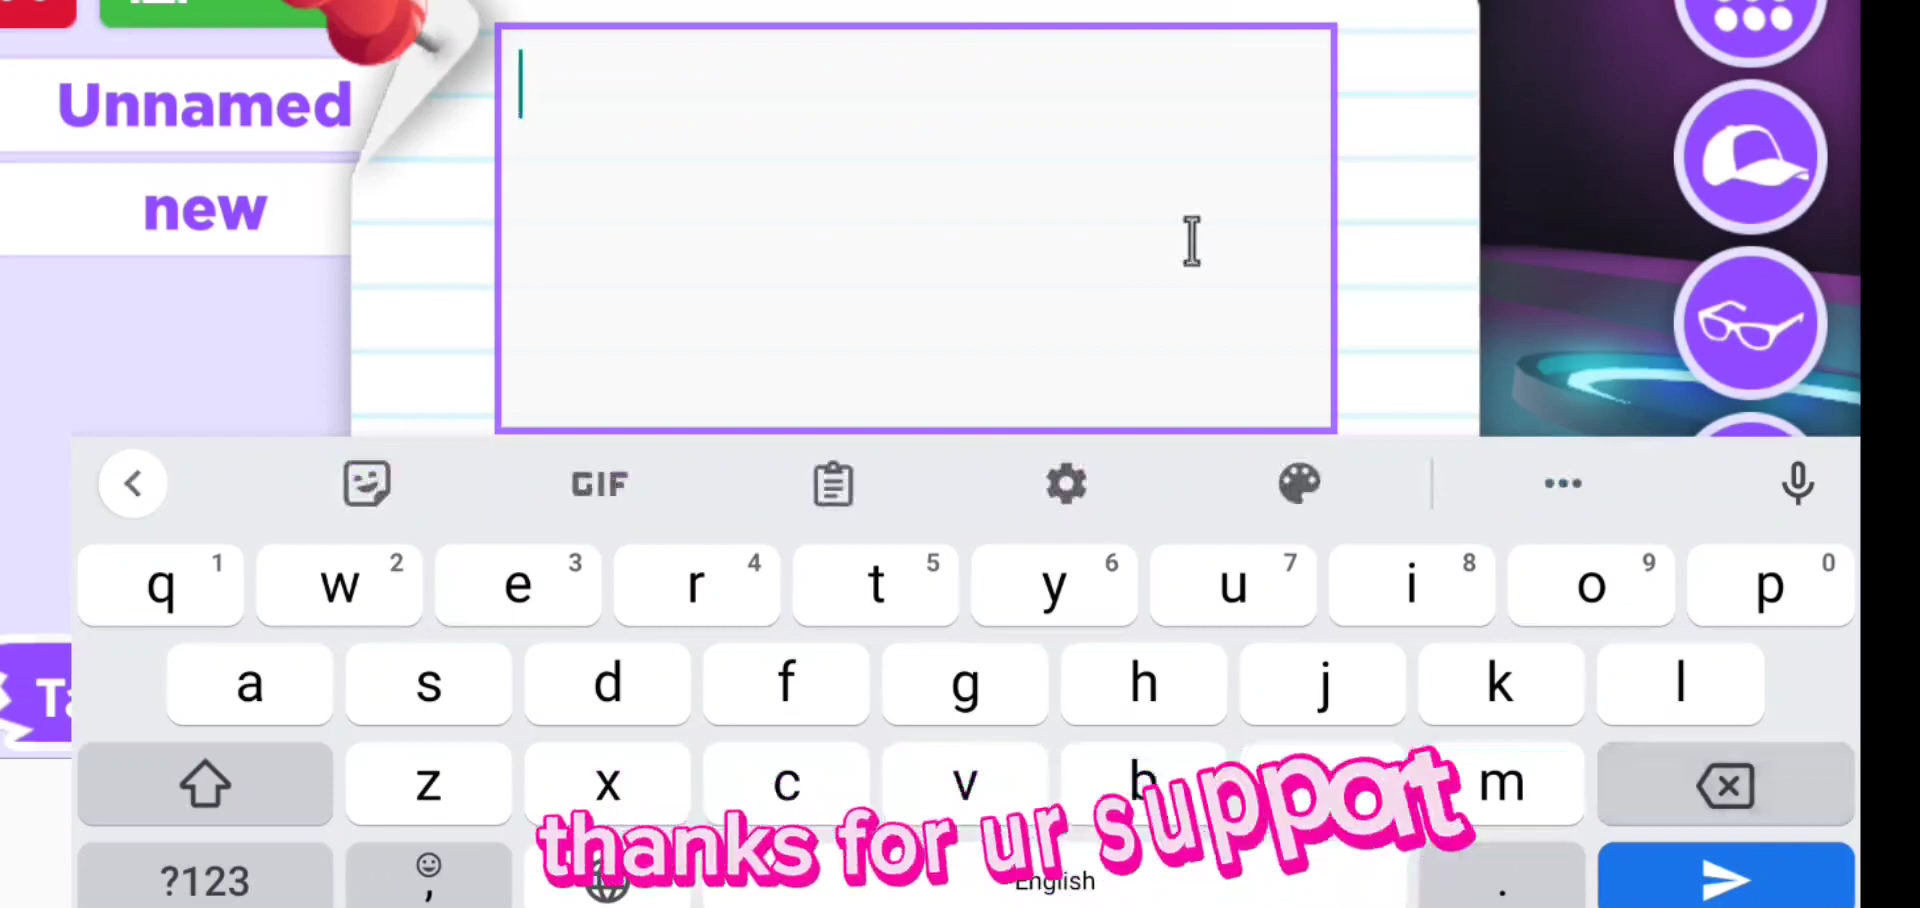 Unnamed
new
GIF
q 1 w 2 e 3 r 4 t 5 y 6 u 7 i 8 o 9 p 0
a s d f g h j k l
z x c v b m
thanks for ur support
?123 , English .